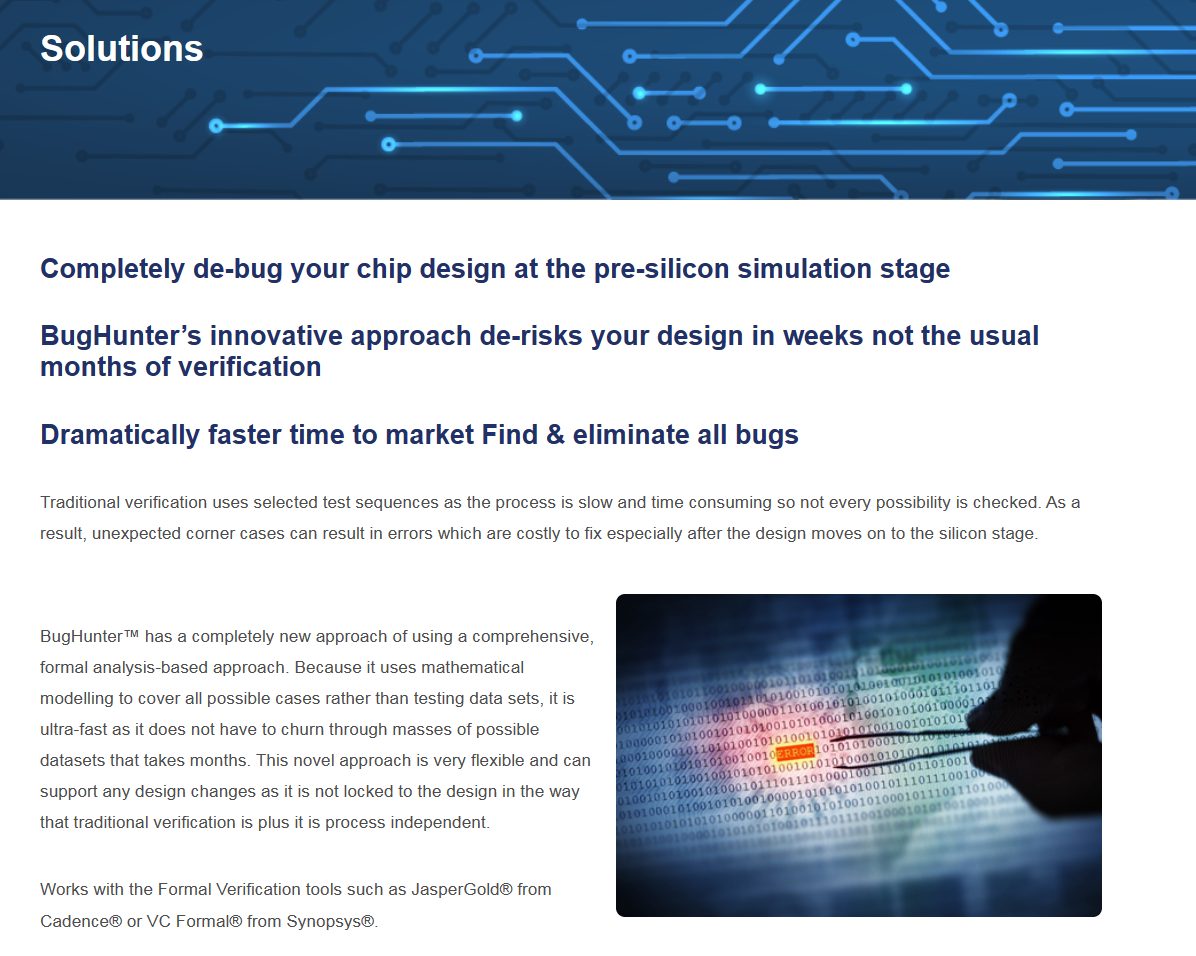 Solutions
Completely de-bug your chip design at the pre-silicon simulation stage
BugHunter’s innovative approach de-risks your design in weeks not the usual
months of verification
Dramatically faster time to market Find & eliminate all bugs
Traditional verification uses selected test sequences as the process is slow and time consuming so not every possibility is checked. As a
result, unexpected corner cases can result in errors which are costly to fix especially after the design moves on to the silicon stage.
BugHunter™ has a completely new approach of using a comprehensive,
formal analysis-based approach. Because it uses mathematical
modelling to cover all possible cases rather than testing data sets, it is
ultra-fast as it does not have to churn through masses of possible
datasets that takes months. This novel approach is very flexible and can
support any design changes as it is not locked to the design in the way
that traditional verification is plus it is process independent.
Works with the Formal Verification tools such as JasperGold® from
Cadence® or VC Formal® from Synopsys®.
ERROR